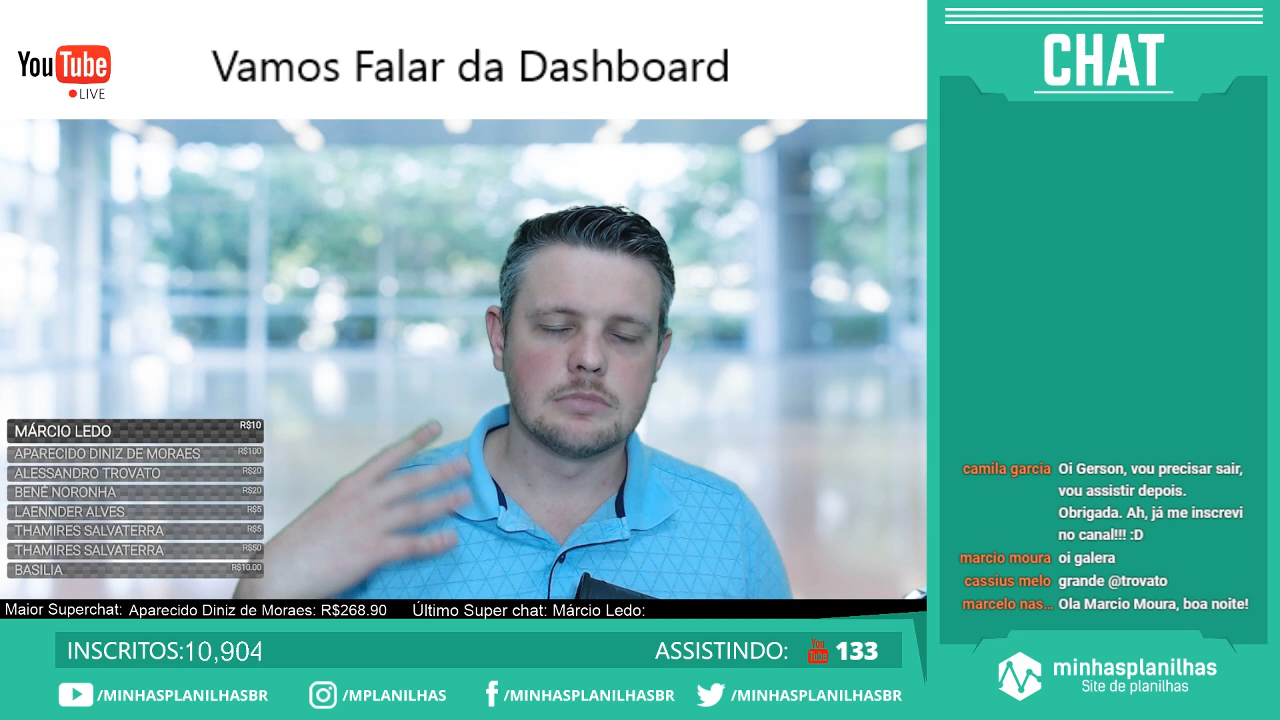 YouTube
LIVE
Vamos Falar da Dashboard
CHAT
MÁRCIO LEDO R$10
APARECIDO DINIZ DE MORAES R$100
ALESSANDRO TROVATO R$20
BENÊ NORONHA R$20
LAENNDER ALVES R$5
THAMIRES SALVATERRA R$5
THAMIRES SALVATERRA R$50
BASILIA R$10.00
Maior Superchat: Aparecido Diniz de Moraes: R$268.90 Último Super chat: Márcio Ledo:
INSCRITOS:10,904 ASSISTINDO: You Tube 133
/MINHASPLANILHASBR /MPLANILHAS /MINHASPLANILHASBR /MINHASPLANILHASBR
camila garcia Oi Gerson, vou precisar sair,
vou assistir depois.
Obrigada. Ah, já me inscrevi
no canal!!! :D
marcio moura oi galera
cassius melo grande @trovato
marcelo nas... Ola Marcio Moura, boa noite!
minhasplanilhas
Site de planilhas